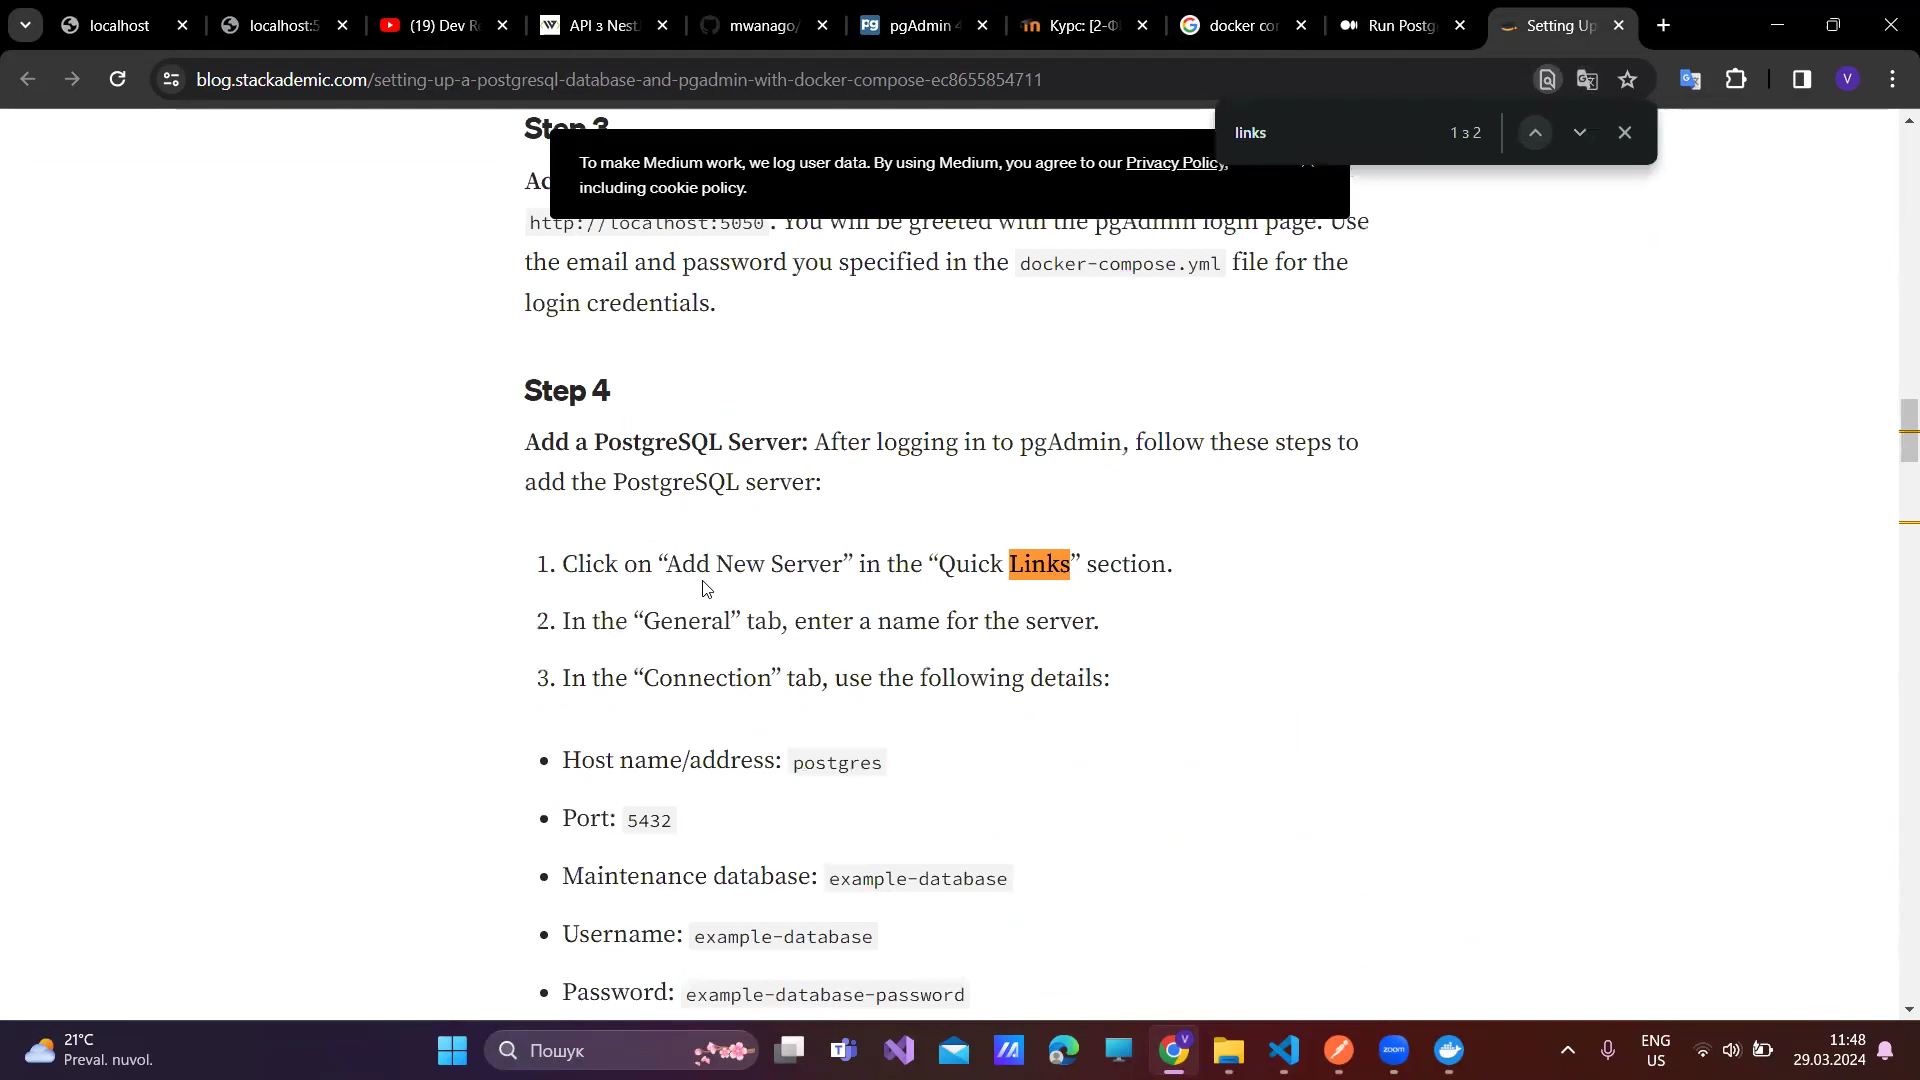 localhost
localhost:5
(19) Dev R
API з Nest
mwanago/
pgAdmin 4
Курс: [2-Ф
docker co
Run Postg
Setting Up
blog.stackademic.com/setting-up-a-postgresql-database-and-pgadmin-with-docker-compose-ec8655854711
links
1 з 2
Step 3
To make Medium work, we log user data. By using Medium, you agree to our Privacy Policy,
including cookie policy.
http://localhost:5050 . You will be greeted with the pgAdmin login page. Use
the email and password you specified in the docker-compose.yml file for the
login credentials.
Step 4
Add a PostgreSQL Server: After logging in to pgAdmin, follow these steps to
add the PostgreSQL server:
1. Click on “Add New Server” in the “Quick Links” section.
2. In the “General” tab, enter a name for the server.
3. In the “Connection” tab, use the following details:
• Host name/address: postgres
• Port: 5432
• Maintenance database: example-database
• Username: example-database
• Password: example-database-password
21°C
Preval. nuvol.
Пошук
ENG
US
11:48
29.03.2024